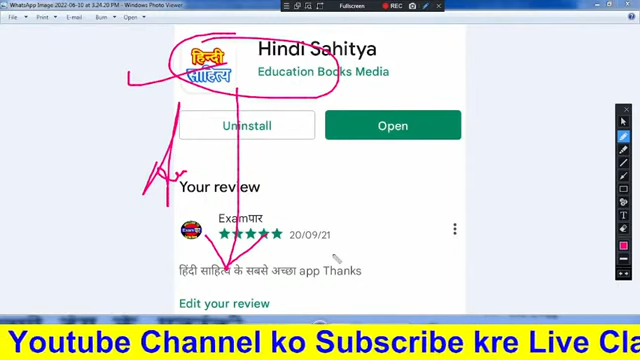 WhatsApp Image 2022-06-10 at 3.24.20 PM - Windows Photo Viewer
Fullscreen
REC
File Print E-mail Burn Open
हिन्दी
साहित्य
Hindi Sahitya
Education Books Media
Uninstall
Open
Your review
Examपार
20/09/21
हिंदी साहित्य के सबसे अच्छा app Thanks
Edit your review
Youtube Channel ko Subscribe kre Live Cla